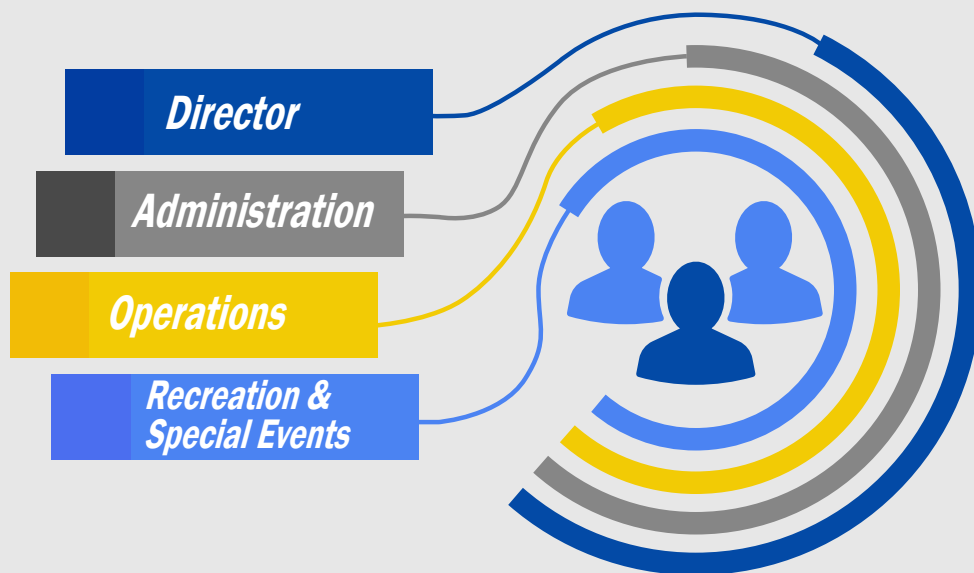 Director
Administration
Operations
Recreation &
Special Events